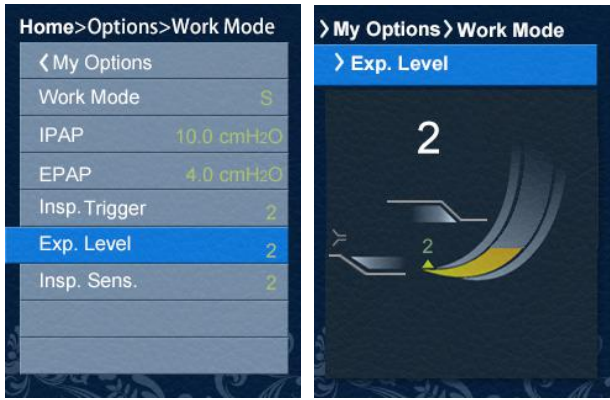 Home>Options>Work Mode
<My Options
Work Mode S
IPAP 10.0 cmH2O
EPAP 4.0 cmH2O
Insp. Trigger 2
Exp. Level 2
Insp. Sens. 2
>My Options>Work Mode
>Exp. Level
2
2